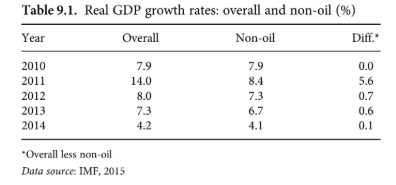 Table 9.1. Real GDP growth rates: overall and non-oil (%)
Year Overall Non-oil Diff.*
2010 7.9 7.9 0.0
2011 14.0 8.4 5.6
2012 8.0 7.3 0.7
2013 7.3 6.7 0.6
2014 4.2 4.1 0.1
*Overall less non-oil
Data source: IMF, 2015